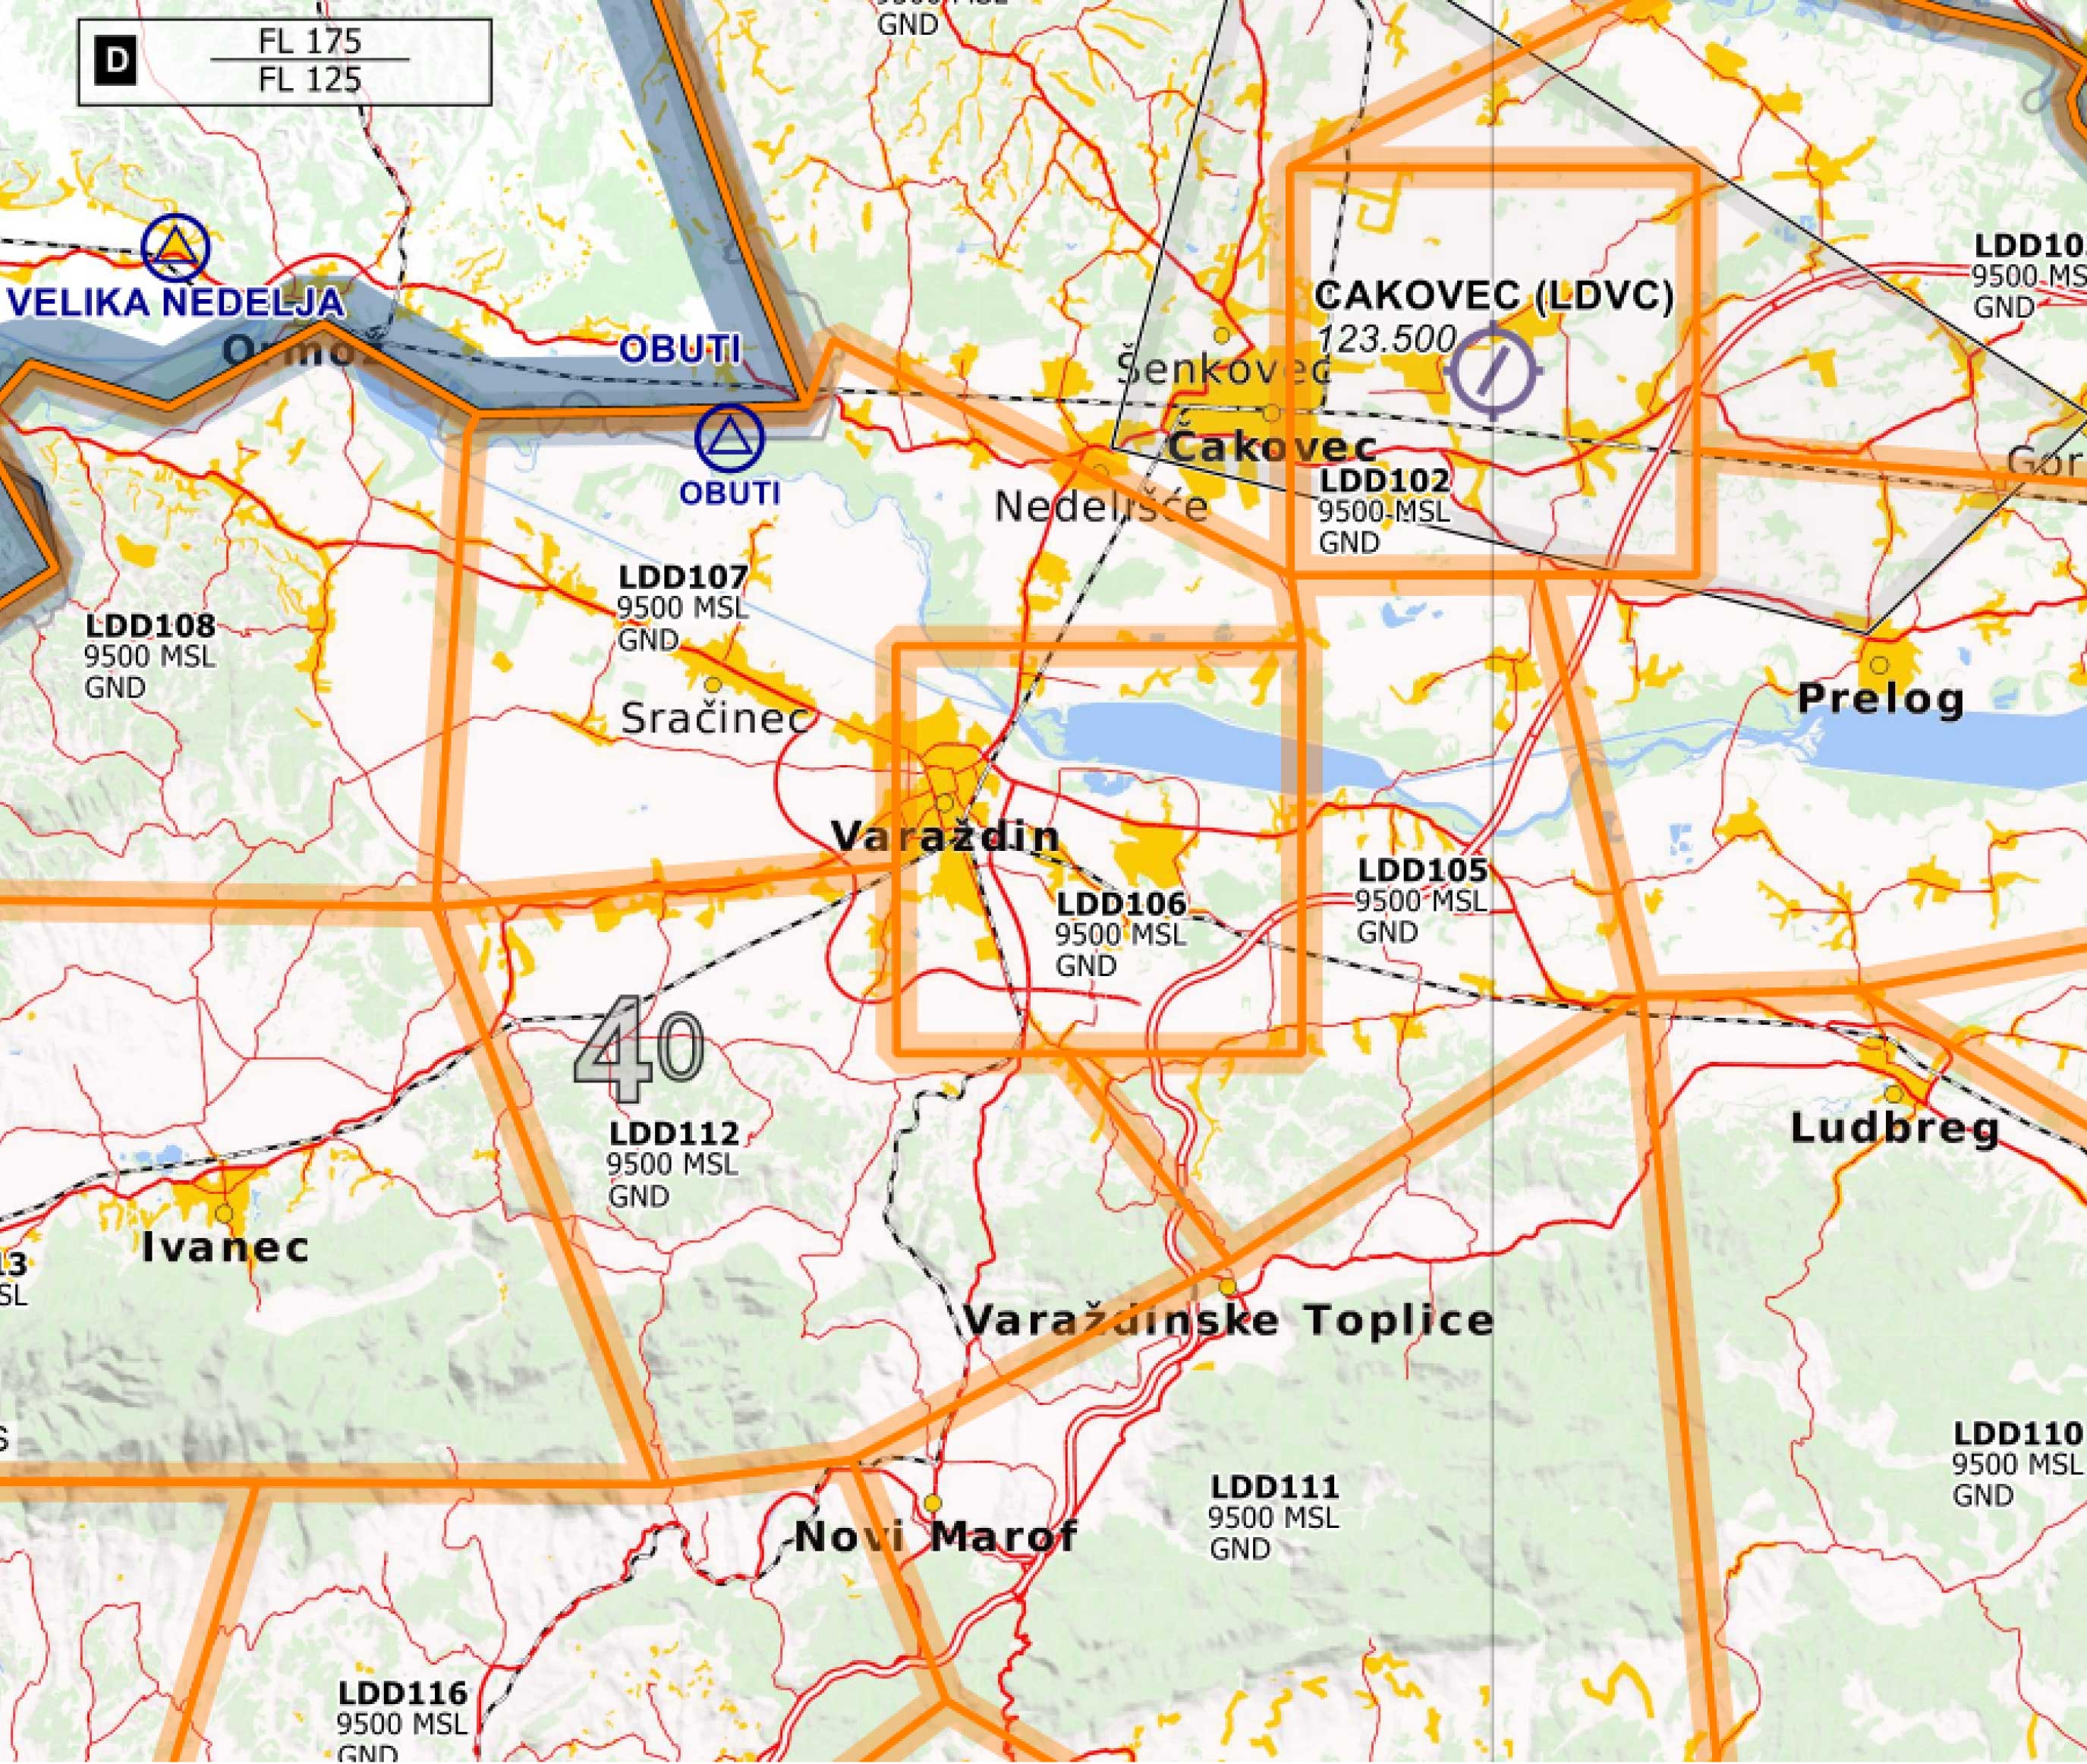 GND
D
FL 175
FL 125
VELIKA NEDELJA
OBUTI
OBUTI
CAKOVEC (LDVC)
123.500
LDD10
9500 MS
GND
Šenkovec
Čakovec
Nedelišće
LDD102
9500 MSL
GND
LDD107
9500 MSL
GND
LDD108
9500 MSL
GND
Sračinec
Prelog
Varaždin
LDD106
9500 MSL
GND
LDD105
9500 MSL
GND
40
LDD112
9500 MSL
GND
Ludbreg
Ivanec
13
SL
Varaždinske Toplice
S
LDD110
9500 MSL
GND
LDD111
9500 MSL
GND
Novi Marof
LDD116
9500 MSL
GND